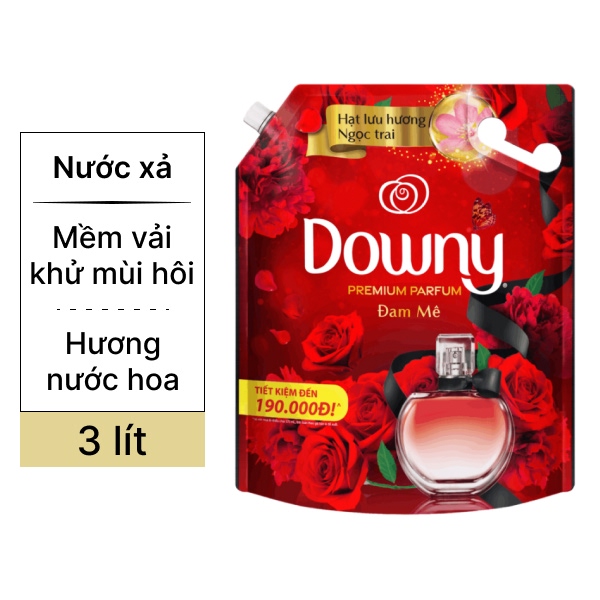 Nước xả
Mềm vải
khử mùi hôi
Hương
nước hoa
3 lít
Hạt lưu hương
Ngọc trai
Downy
PREMIUM PARFUM
Đam Mê
TIẾT KIỆM ĐẾN
190.000Đ!^